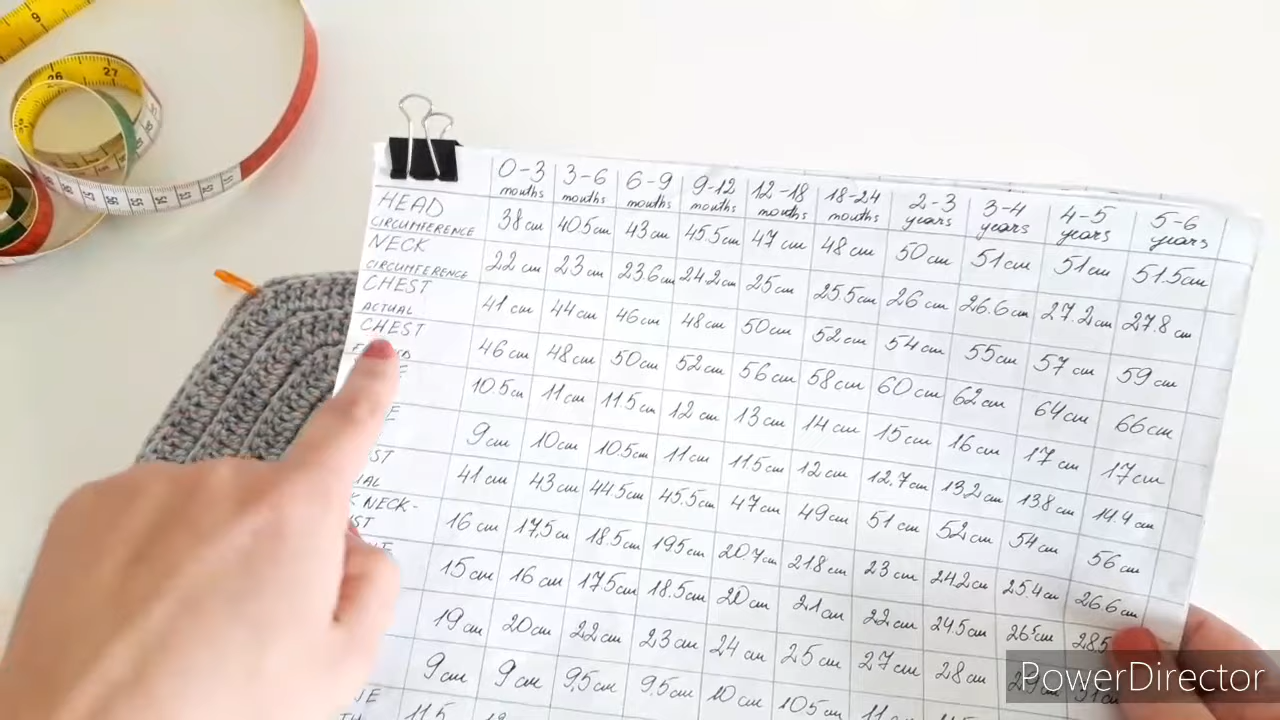 0-3 months 3-6 months 6-9 months 9-12 months 12-18 months 18-24 months 2-3 years 3-4 years 4-5 years 5-6 years
HEAD CIRCUMFERENCE 38 cm 40.5 cm 43 cm 45.5 cm 47 cm 48 cm 50 cm 51 cm 51 cm 51.5 cm
NECK CIRCUMFERENCE 22 cm 23 cm 23.6 cm 24.2 cm 25 cm 25.5 cm 26 cm 26.6 cm 27.2 cm 27.8 cm
CHEST ACTUAL 41 cm 44 cm 46 cm 48 cm 50 cm 52 cm 54 cm 55 cm 57 cm 59 cm
CHEST 46 cm 48 cm 50 cm 52 cm 56 cm 58 cm 60 cm 62 cm 64 cm 66 cm
10.5 cm 11 cm 11.5 cm 12 cm 13 cm 14 cm 15 cm 16 cm 17 cm 17 cm
9 cm 10 cm 10.5 cm 11 cm 11.5 cm 12 cm 12.7 cm 13.2 cm 13.8 cm 14.4 cm
41 cm 43 cm 44.5 cm 45.5 cm 47 cm 49 cm 51 cm 52 cm 54 cm 56 cm
NECK- 16 cm 17,5 cm 18.5 cm 19.5 cm 20.7 cm 21.8 cm 23 cm 24.2 cm 25.4 cm 26.6 cm
15 cm 16 cm 17.5 cm 18.5 cm 20 cm 21 cm 22 cm 24.5 cm 26.5 cm 28.5
19 cm 20 cm 22 cm 23 cm 24 cm 25 cm 27 cm 28 cm
9 cm 9 cm 9,5 cm 9.5 cm 10 cm 10.5 cm
11.5
26 27
9
57 56 55 54 53
PowerDirector